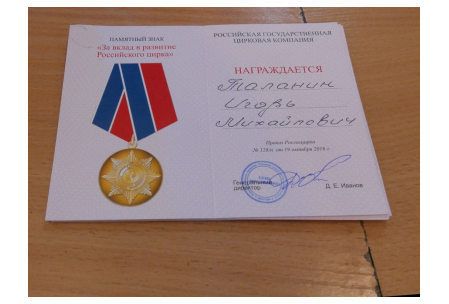 ПАМЯТНЫЙ ЗНАК
«За вклад в развитие
Российского цирка»
РОССИЙСКАЯ ГОСУДАРСТВЕННАЯ
ЦИРКОВАЯ КОМПАНИЯ
НАГРАЖДАЕТСЯ
Таланин
Игорь
Михайлович
Приказ Росгосцирка
Генеральный
директор
Д. Е. Иванов